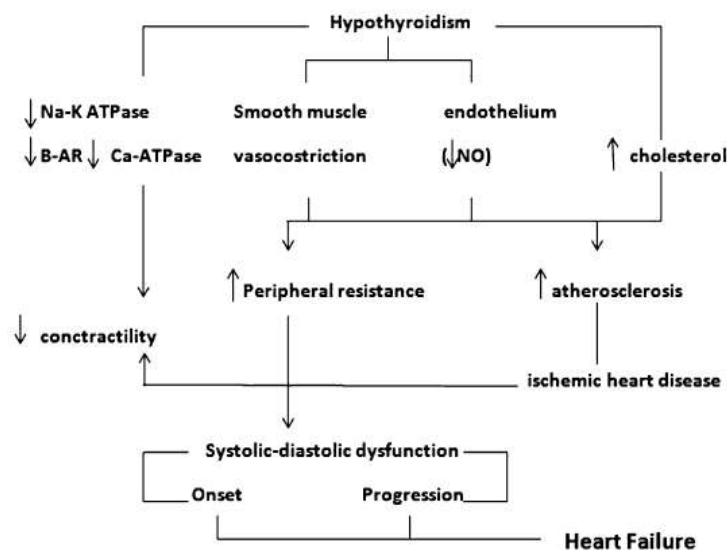 Hypothyroidism
↓ Na-K ATPase Smooth muscle endothelium
↓ B-AR ↓ Ca-ATPase vasocostriction (↓NO) ↑ cholesterol
↑ Peripheral resistance ↑ atherosclerosis
↓ conctractility
ischemic heart disease
Systolic-diastolic dysfunction
Onset Progression
Heart Failure